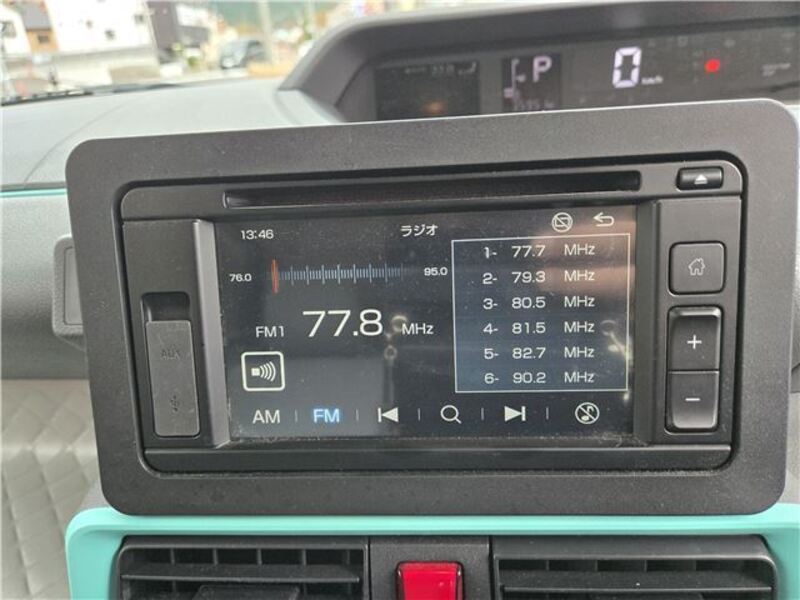 P 0 km/h
13:46 ラジオ
76.0 95.0
FM1 77.8 MHz
1- 77.7 MHz
2- 79.3 MHz
3- 80.5 MHz
4- 81.5 MHz
5- 82.7 MHz
6- 90.2 MHz
AM FM
AUX
+
−